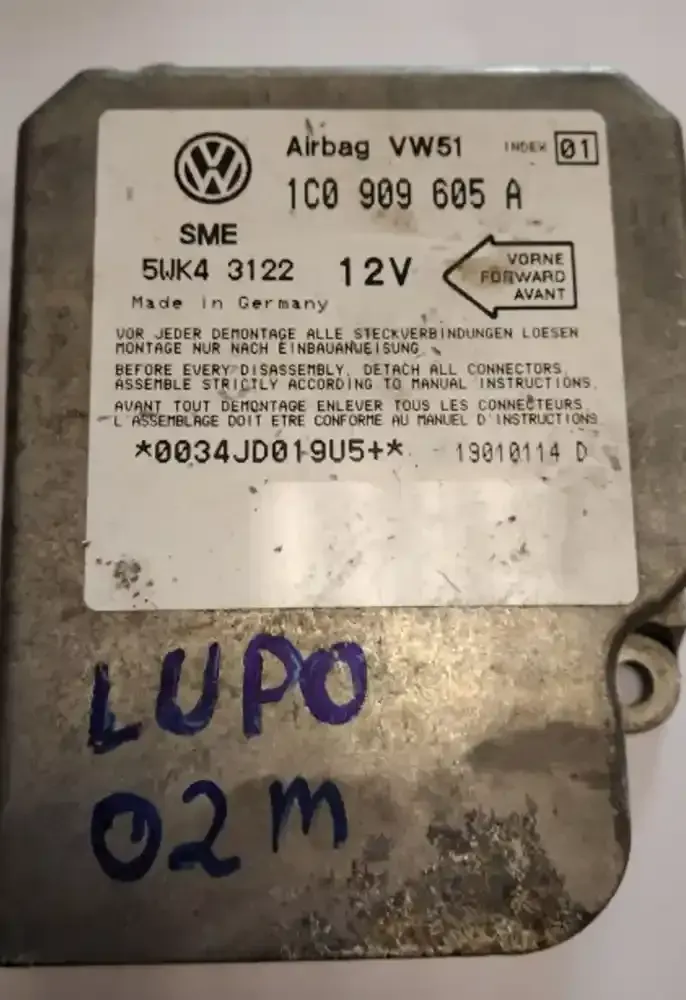 Airbag VW51 INDEX 01
1C0 909 605 A
SME
5WK4 3122 12V
VORNE
FORWARD
AVANT
Made in Germany
VOR JEDER DEMONTAGE ALLE STECKVERBINDUNGEN LOESEN
MONTAGE NUR NACH EINBAUANWEISUNG
BEFORE EVERY DISASSEMBLY, DETACH ALL CONNECTORS.
ASSEMBLE STRICTLY ACCORDING TO MANUAL INSTRUCTIONS.
AVANT TOUT DEMONTAGE ENLEVER TOUS LES CONNECTEURS.
L ASSEMBLAGE DOIT ETRE CONFORME AU MANUEL D'INSTRUCTIONS
*0034JD019U5+* 19010114 D
LUPO
02 m